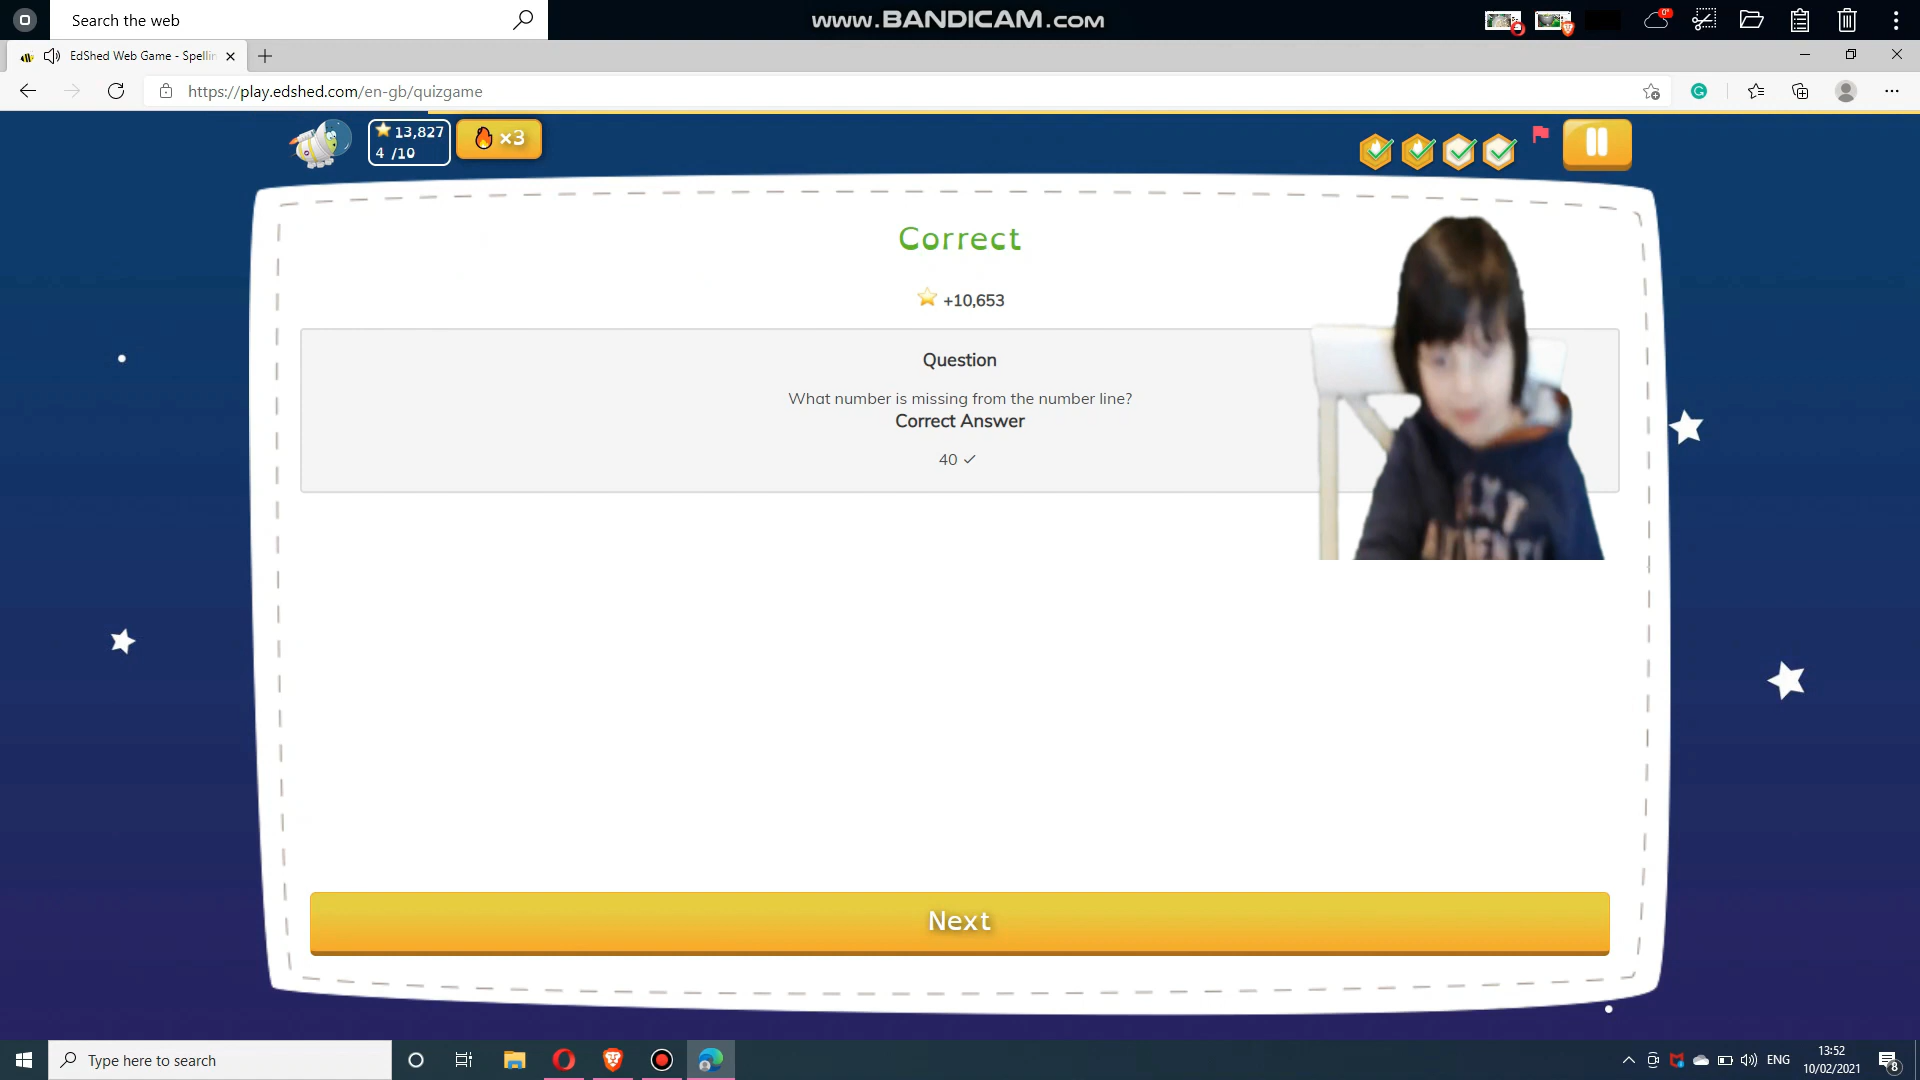 Search the web
www.BANDICAM.com
EdShed Web Game - Spellin
https://play.edshed.com/en-gb/quizgame
13,827
4 /10
×3
Correct
+10,653
Question
What number is missing from the number line?
Correct Answer
40
Next
Type here to search
ENG
13:52
10/02/2021
8